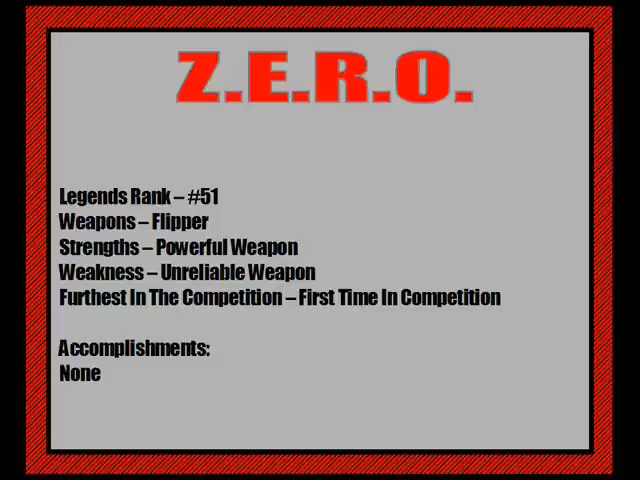 Z.E.R.O.
Legends Rank – #51
Weapons – Flipper
Strengths – Powerful Weapon
Weakness – Unreliable Weapon
Furthest In The Competition – First Time In Competition
Accomplishments:
None